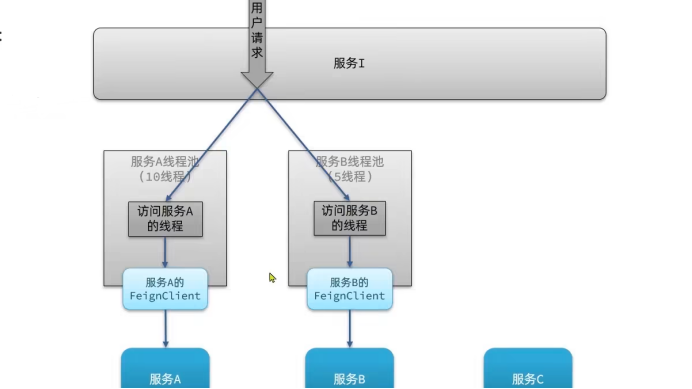 用
户
请
求
服务I
服务A线程池
(10线程)
服务B线程池
(5线程)
访问服务A
的线程
访问服务B
的线程
服务A的
FeignClient
服务B的
FeignClient
服务A
服务B
服务C